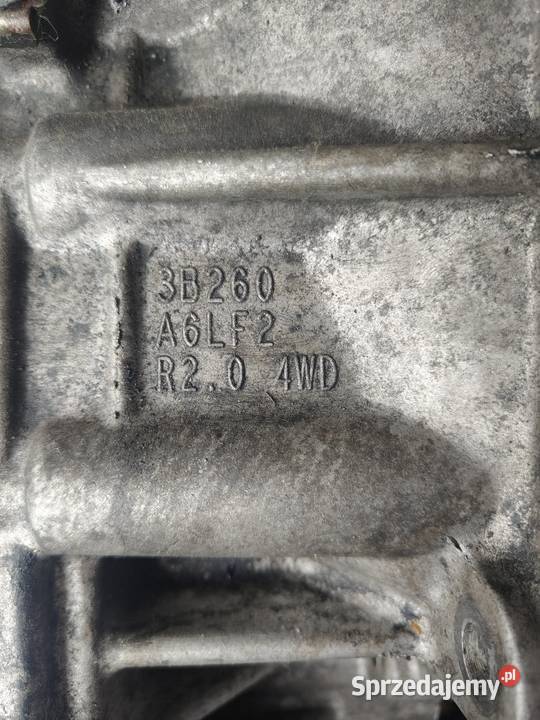 3B260
A6LF2
R2.0 4WD
Sprzedajemy.pl